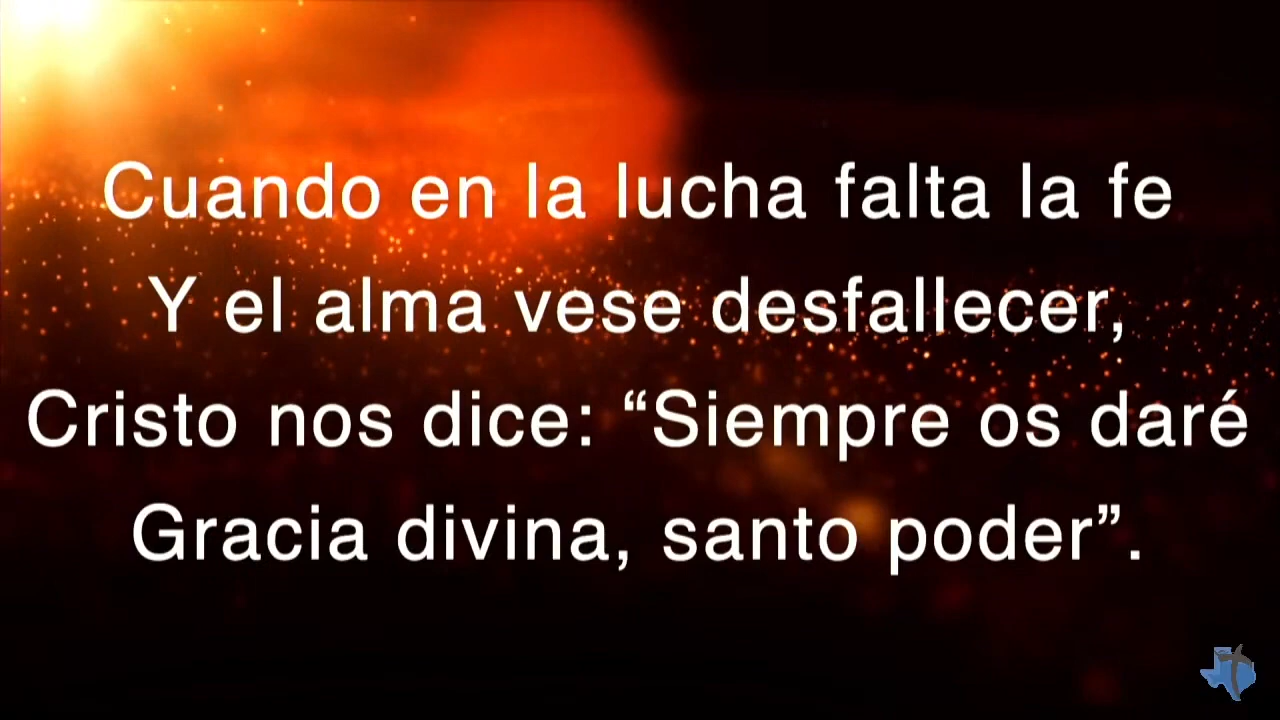 Cuando en la lucha falta la fe
Y el alma vese desfallecer,
Cristo nos dice: “Siempre os daré
Gracia divina, santo poder”.